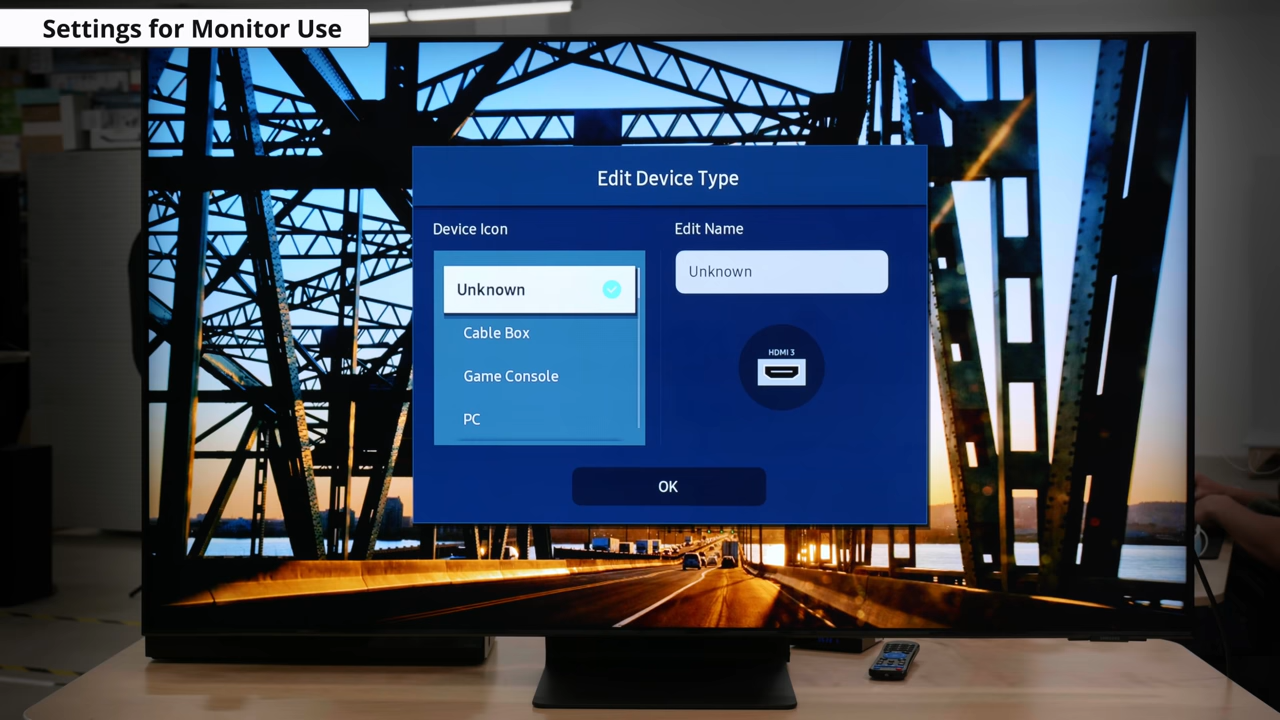 Settings for Monitor Use
Edit Device Type
Device Icon
Edit Name
Unknown
Unknown
Cable Box
HDMI 3
Game Console
PC
OK